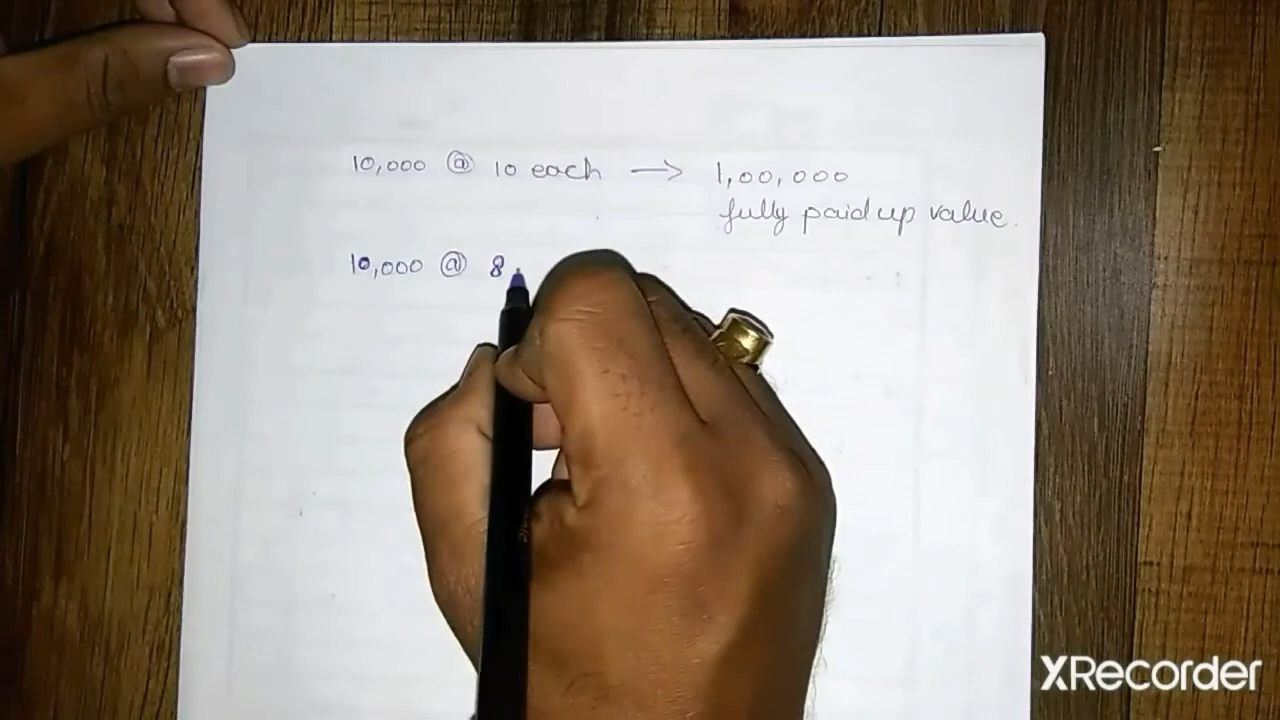 10,000 @ 10 each → 1,00,000
fully paid up value.
10,000 @ 8
XRecorder